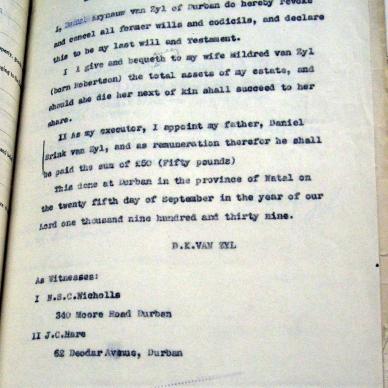 I, Daniel Krynauw van Zyl of Durban do hereby revoke
and cencel all former wills and codicils, and declare
this to be my last will and Testament.
I I give and bequeth to my wife Mildred van Zyl
(born Robertson) the total assets of my estate, and
should she die her next of kin shall succeed to her
share.
II As my executor, I appoint my father, Daniel
Brink van Zyl, and as remuneration therefor he shall
be paid the sum of £50 (Fifty pounds)
This done at Durban in the province of Natal on
the twenty fifth day of September in the year of our
Lord one thousand nine hundred and thirty nine.
D.K.VAN ZYL
As Witnesses:
I N.S.C.Nicholls
340 Moore Road Durban
II J.C.Hare
62 Deodar Avenue, Durban